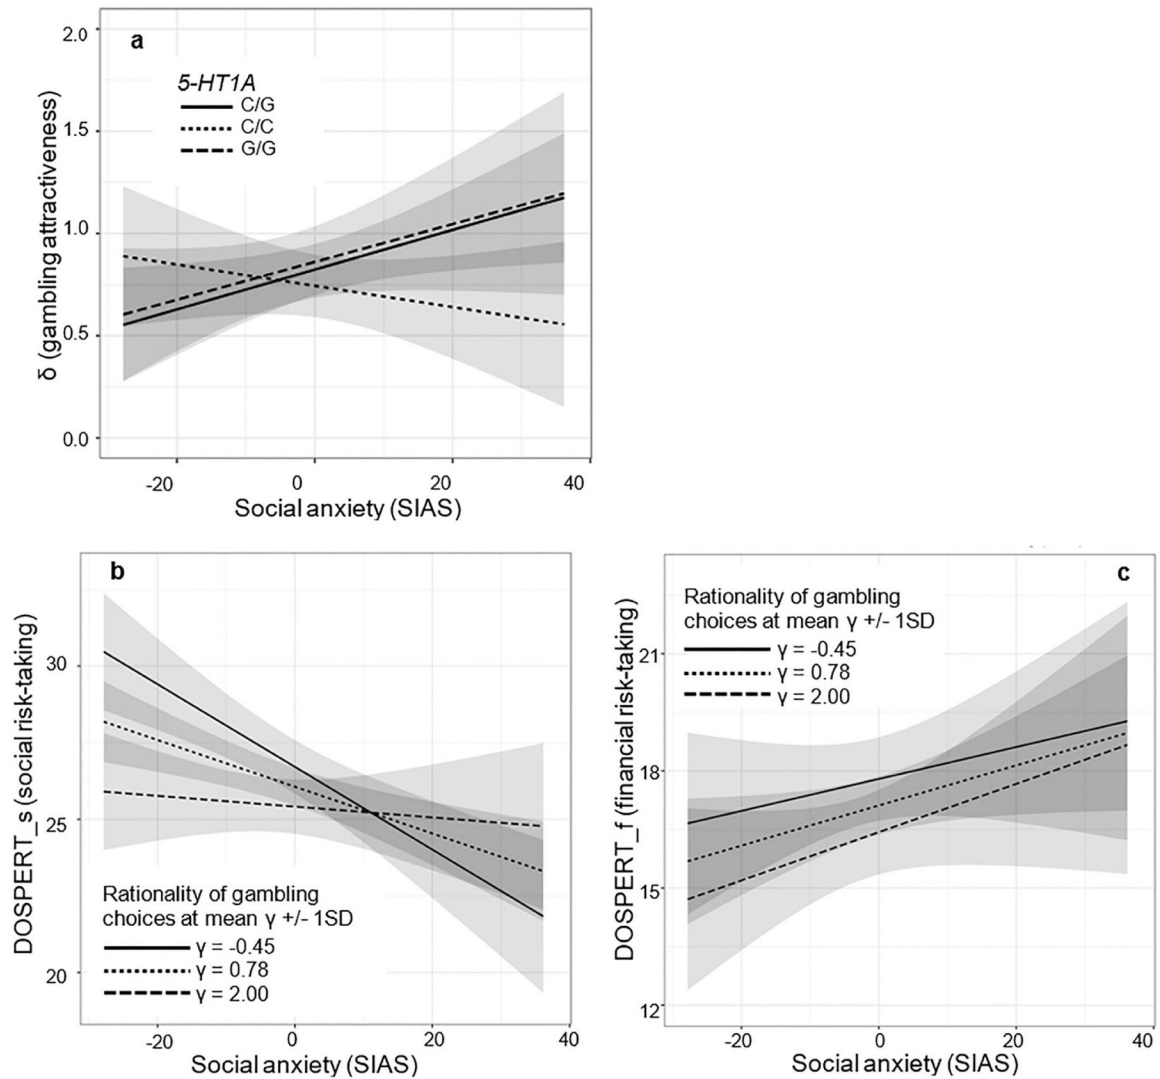 a
2.0
1.5
1.0
0.5
0.0
δ (gambling attractiveness)
5-HT1A
C/G
C/C
G/G
-20 0 20 40
Social anxiety (SIAS)
b
30
25
20
DOSPERT_s (social risk-taking)
Rationality of gambling
choices at mean γ +/- 1SD
γ = -0.45
γ = 0.78
γ = 2.00
-20 0 20 40
Social anxiety (SIAS)
c
21
18
15
12
DOSPERT_f (financial risk-taking)
Rationality of gambling
choices at mean γ +/- 1SD
γ = -0.45
γ = 0.78
γ = 2.00
-20 0 20 40
Social anxiety (SIAS)